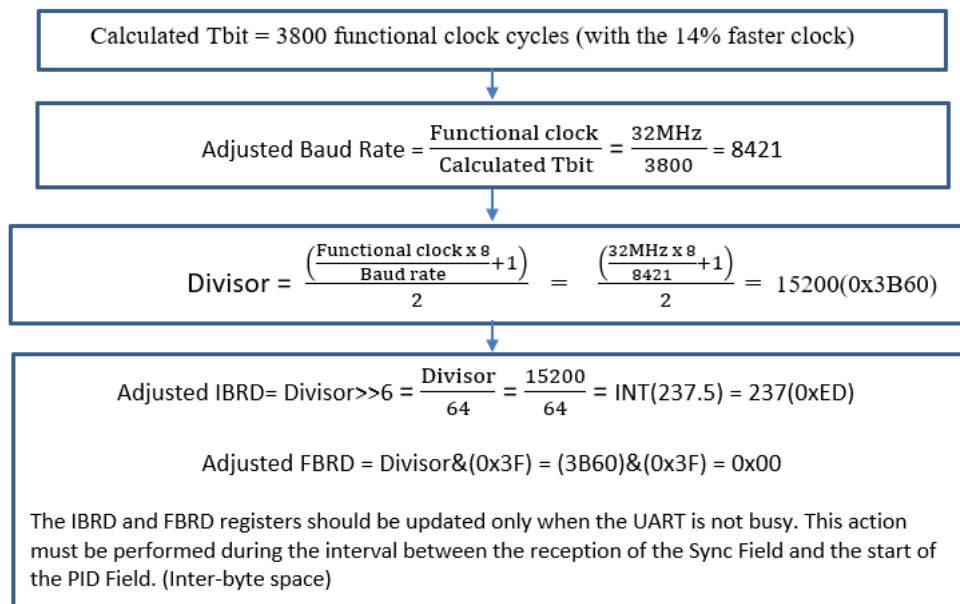 Calculated Tbit = 3800 functional clock cycles (with the 14% faster clock)
Adjusted Baud Rate = Functional clock / Calculated Tbit = 32MHz / 3800 = 8421
Divisor = ((Functional clock x 8 / Baud rate) +1) / 2 = ((32MHz x 8 / 8421) +1) / 2 = 15200(0x3B60)
Adjusted IBRD= Divisor>>6 = Divisor / 64 = 15200 / 64 = INT(237.5) = 237(0xED)
Adjusted FBRD = Divisor&(0x3F) = (3B60)&(0x3F) = 0x00
The IBRD and FBRD registers should be updated only when the UART is not busy. This action
must be performed during the interval between the reception of the Sync Field and the start of
the PID Field. (Inter-byte space)